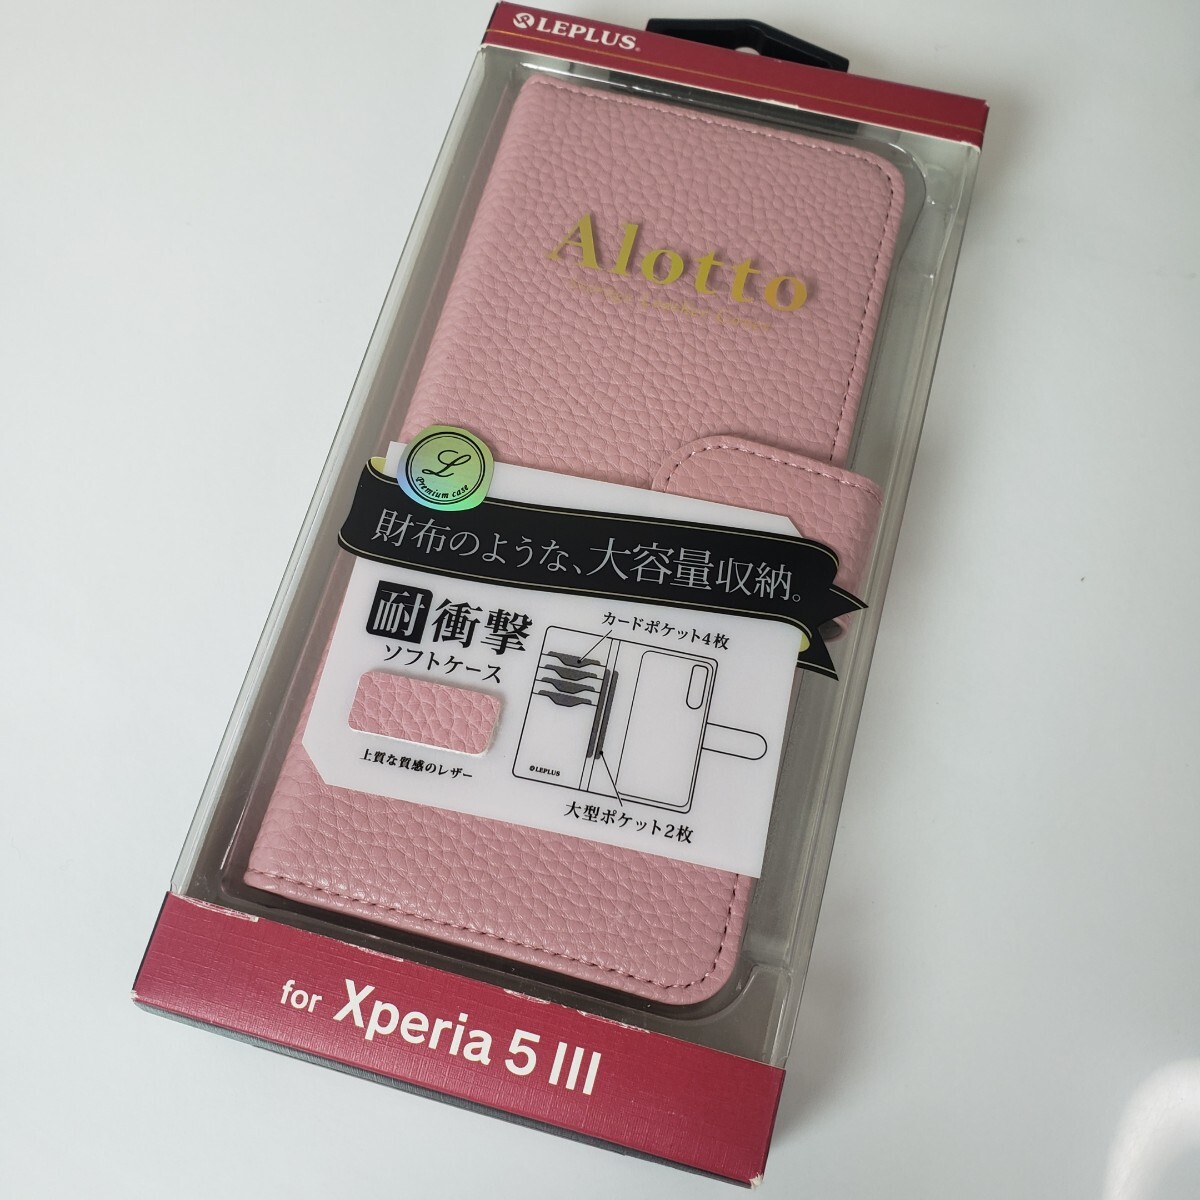 LEPLUS
Alotto
L
Premium case
財布のような、大容量収納。
耐衝撃
ソフトケース
カードポケット4枚
上質な質感のレザー
LEPLUS
大型ポケット2枚
for Xperia 5 III